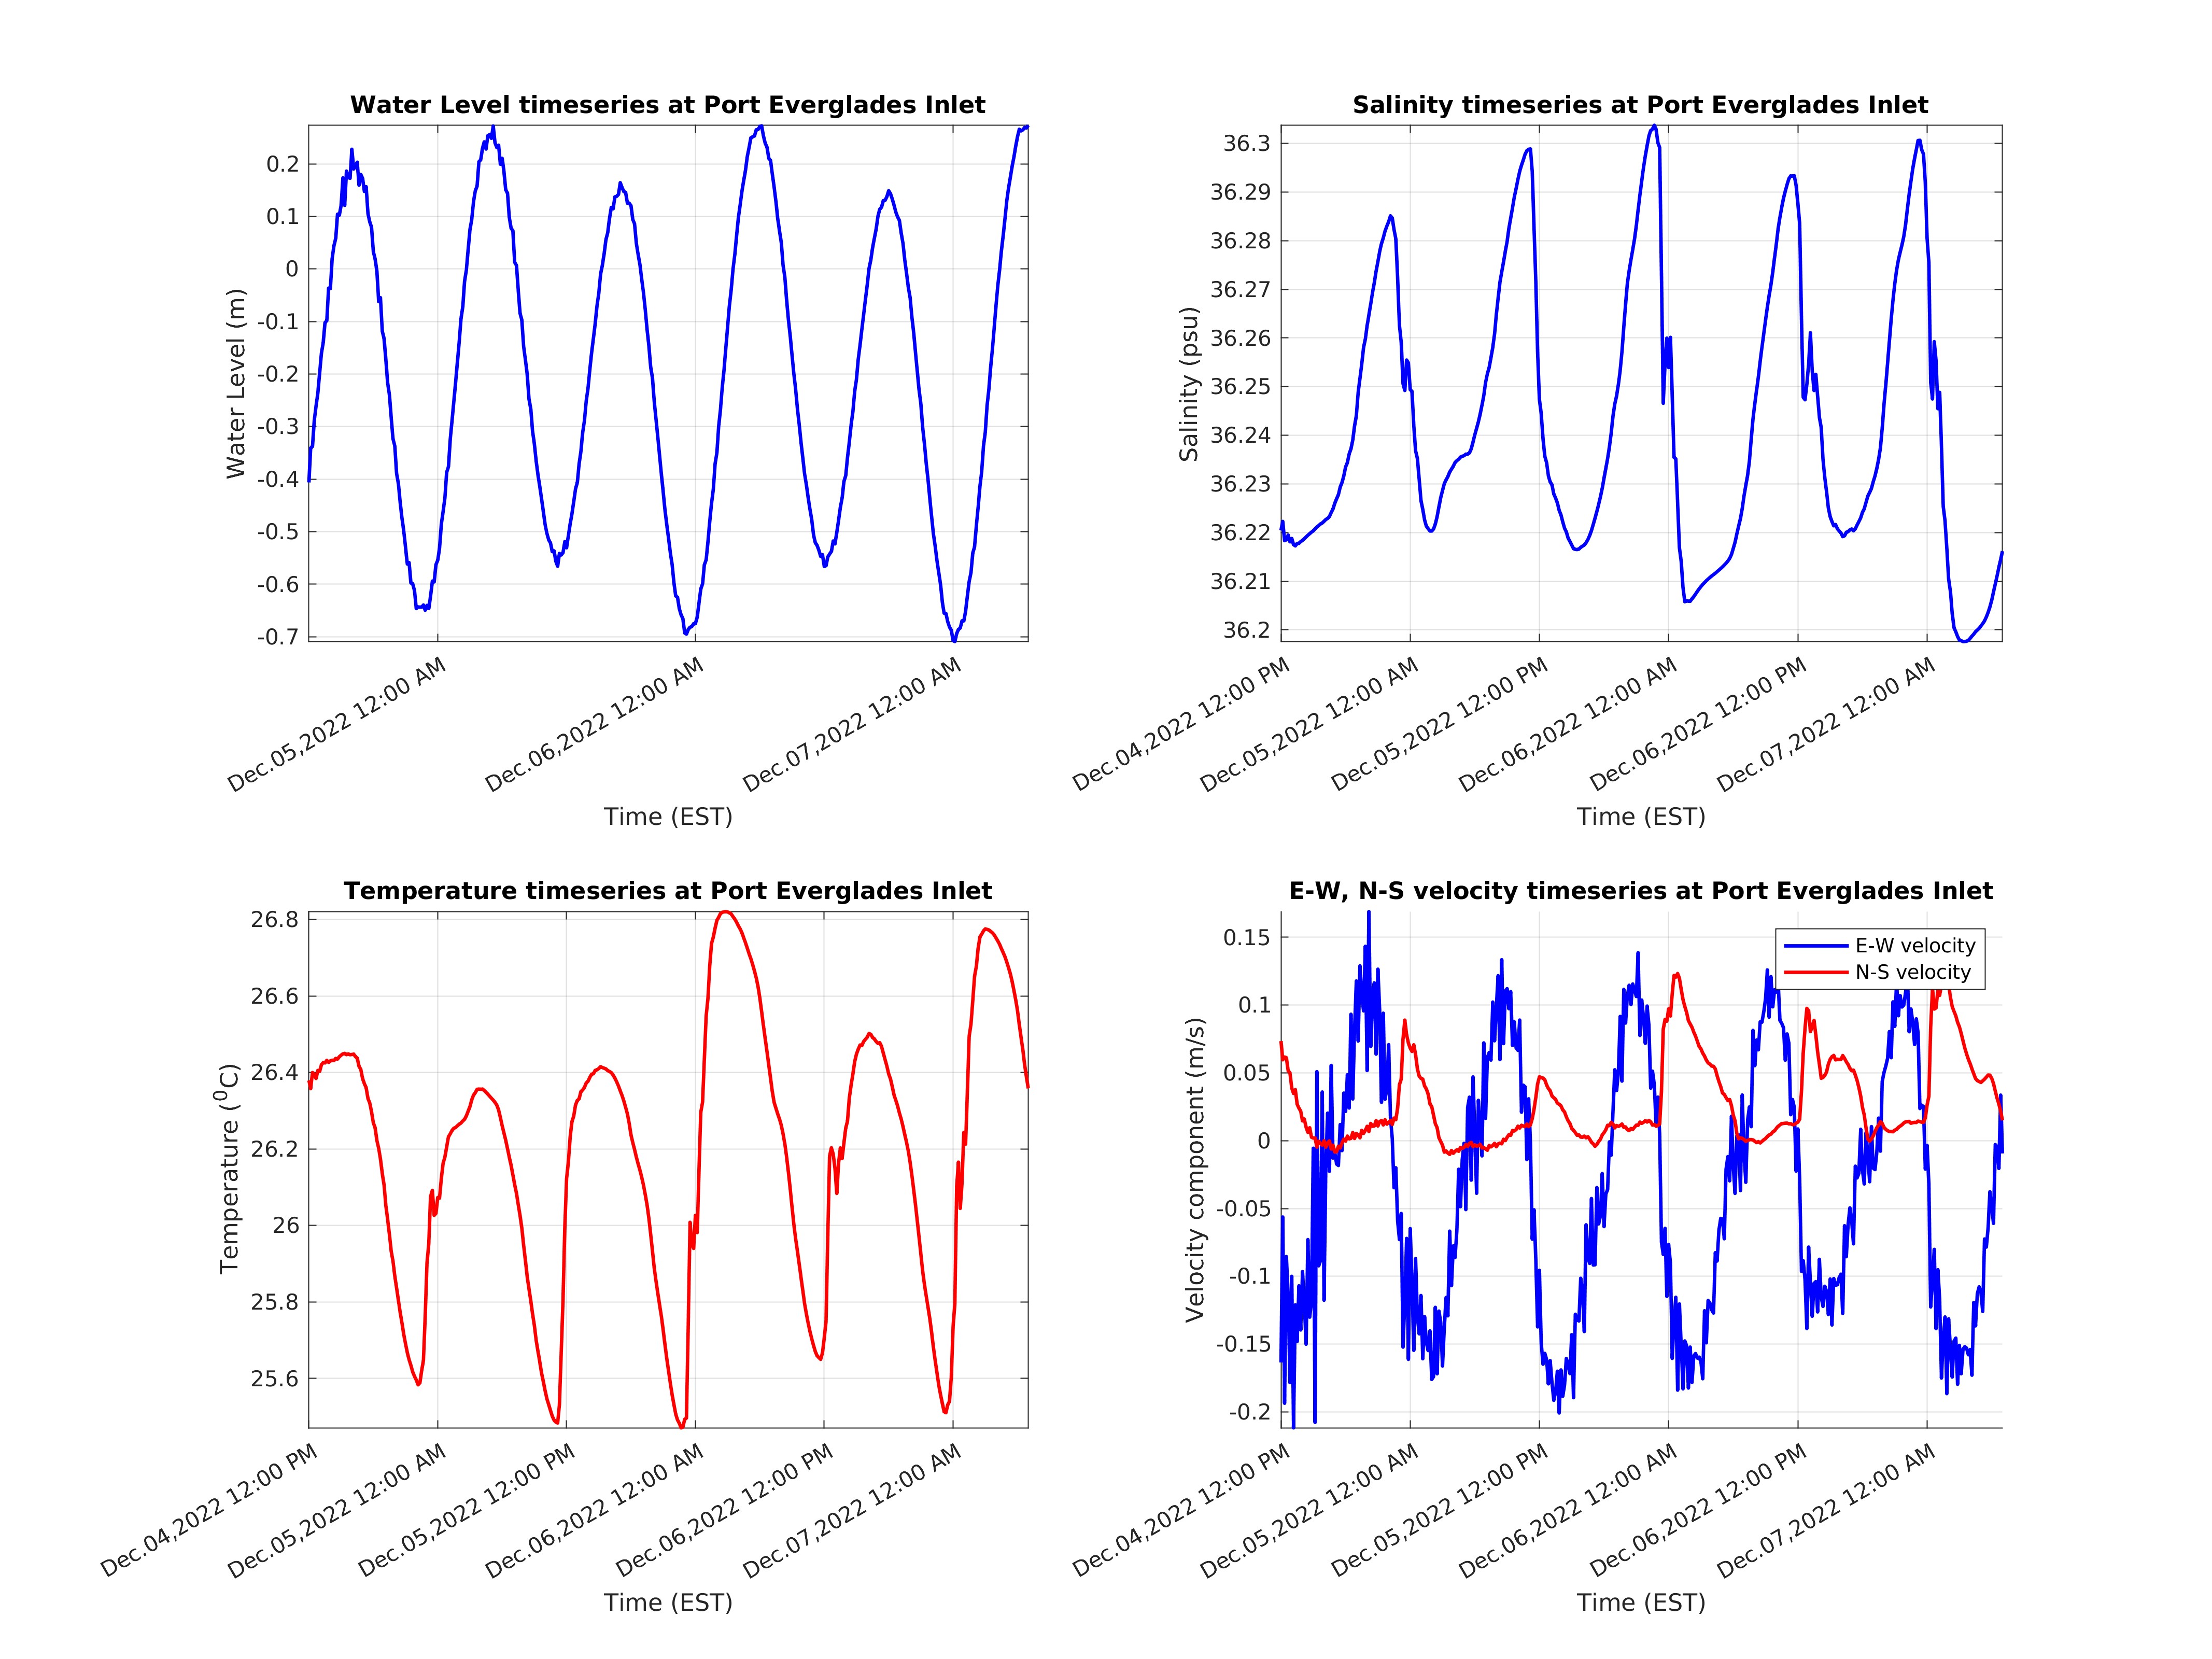 Water Level timeseries at Port Everglades Inlet
0.2
0.1
0
-0.1
-0.2
-0.3
-0.4
-0.5
-0.6
-0.7
Water Level (m)
Dec.05,2022 12:00 AM
Dec.06,2022 12:00 AM
Dec.07,2022 12:00 AM
Time (EST)
Salinity timeseries at Port Everglades Inlet
36.3
36.29
36.28
36.27
36.26
36.25
36.24
36.23
36.22
36.21
36.2
Salinity (psu)
Dec.04,2022 12:00 PM
Dec.05,2022 12:00 AM
Dec.05,2022 12:00 PM
Dec.06,2022 12:00 AM
Dec.06,2022 12:00 PM
Dec.07,2022 12:00 AM
Time (EST)
Temperature timeseries at Port Everglades Inlet
26.8
26.6
26.4
26.2
26
25.8
25.6
Temperature (⁰C)
Dec.04,2022 12:00 PM
Dec.05,2022 12:00 AM
Dec.05,2022 12:00 PM
Dec.06,2022 12:00 AM
Dec.06,2022 12:00 PM
Dec.07,2022 12:00 AM
Time (EST)
E-W, N-S velocity timeseries at Port Everglades Inlet
E-W velocity
N-S velocity
0.15
0.1
0.05
0
-0.05
-0.1
-0.15
-0.2
Velocity component (m/s)
Dec.04,2022 12:00 PM
Dec.05,2022 12:00 AM
Dec.05,2022 12:00 PM
Dec.06,2022 12:00 AM
Dec.06,2022 12:00 PM
Dec.07,2022 12:00 AM
Time (EST)